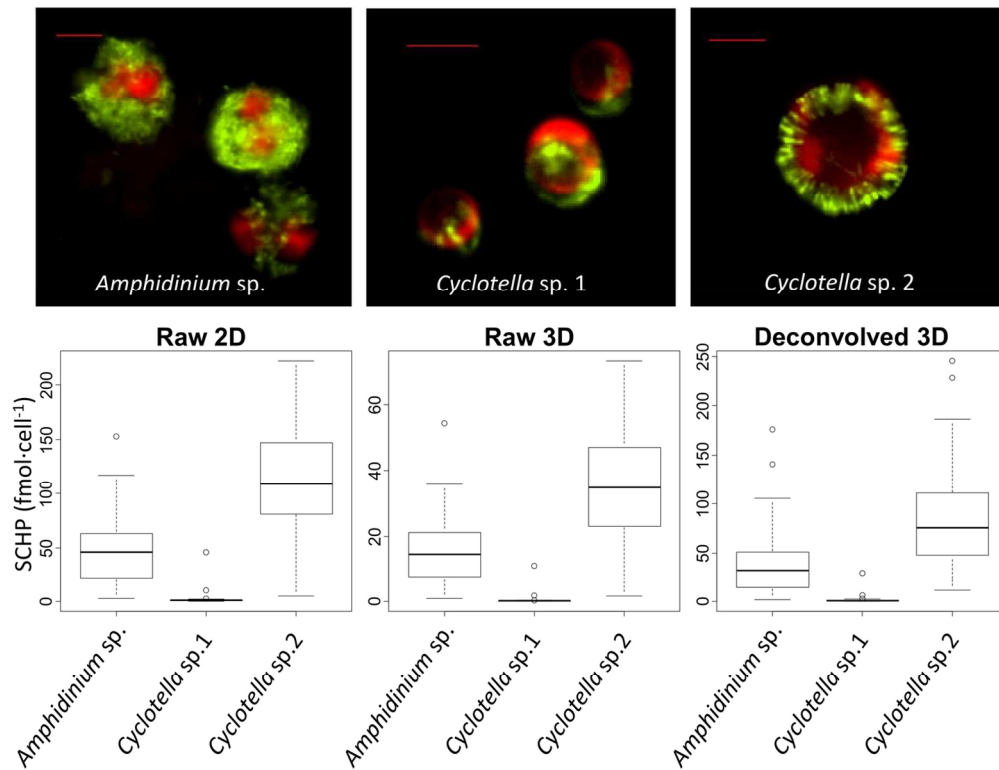 Amphidinium sp.
Cyclotella sp. 1
Cyclotella sp. 2
Raw 2D
Raw 3D
Deconvolved 3D
SCHP (fmol·cell⁻¹)
200
150
100
50
0
60
40
20
0
250
200
150
100
50
0
Amphidinium sp.
Cyclotella sp.1
Cyclotella sp.2
Amphidinium sp.
Cyclotella sp.1
Cyclotella sp.2
Amphidinium sp.
Cyclotella sp.1
Cyclotella sp.2